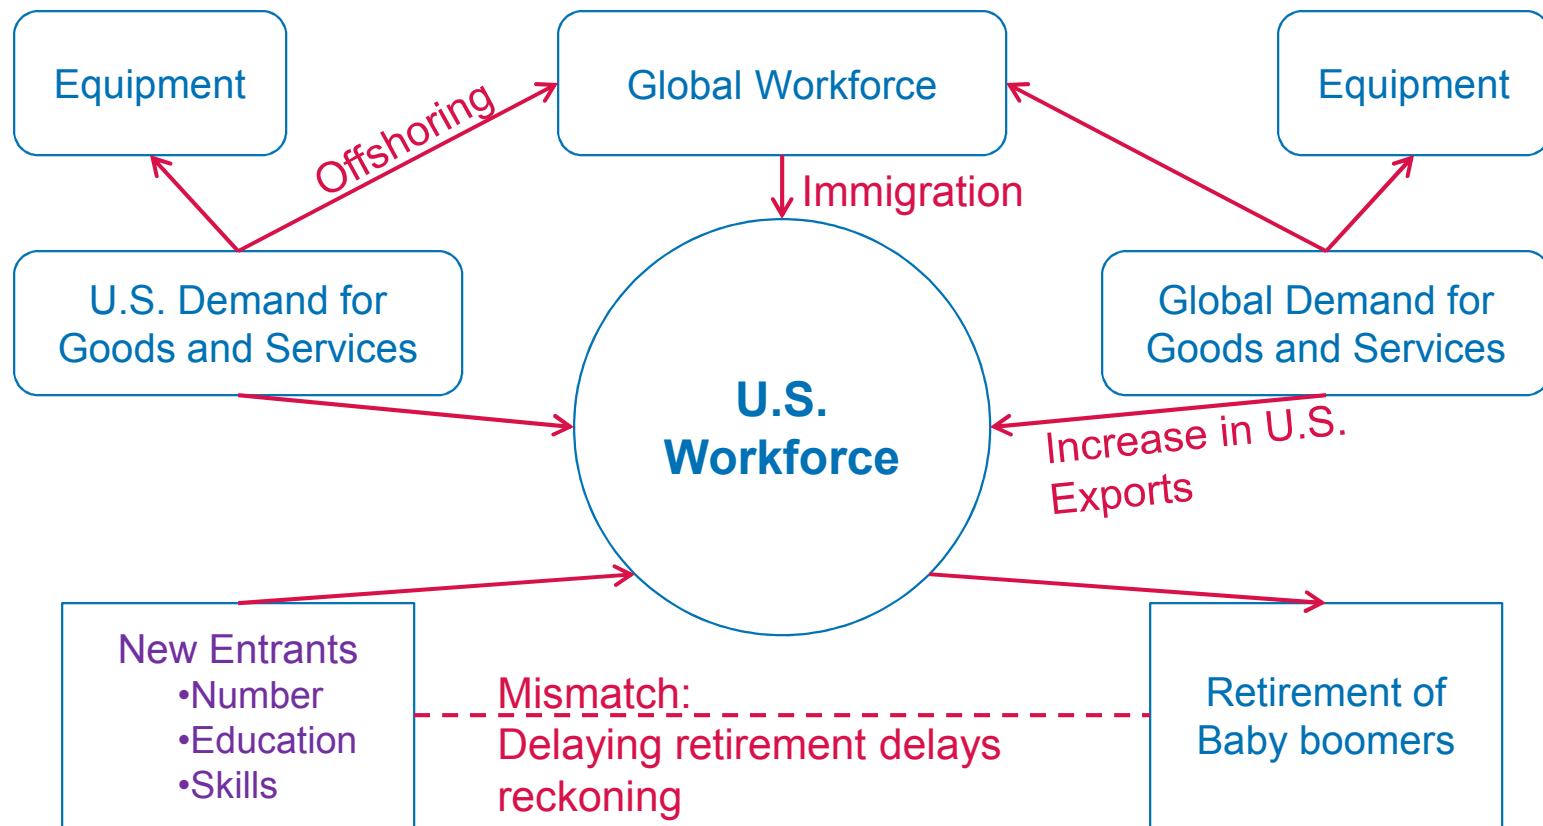 Equipment
Global Workforce
Equipment
Offshoring
Immigration
U.S. Demand for
Goods and Services
Global Demand for
Goods and Services
U.S.
Workforce
Increase in U.S.
Exports
New Entrants
•Number
•Education
•Skills
Mismatch:
Delaying retirement delays
reckoning
Retirement of
Baby boomers